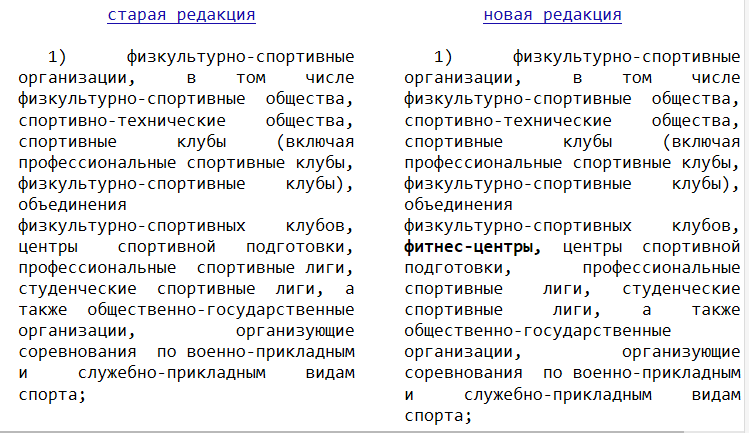 старая редакция
1) физкультурно-спортивные
организации, в том числе
физкультурно-спортивные общества,
спортивно-технические общества,
спортивные клубы (включая
профессиональные спортивные клубы,
физкультурно-спортивные клубы),
объединения
физкультурно-спортивных клубов,
центры спортивной подготовки,
профессиональные спортивные лиги,
студенческие спортивные лиги, а
также общественно-государственные
организации, организующие
соревнования по военно-прикладным
и служебно-прикладным видам
спорта;
новая редакция
1) физкультурно-спортивные
организации, в том числе
физкультурно-спортивные общества,
спортивно-технические общества,
спортивные клубы (включая
профессиональные спортивные клубы,
физкультурно-спортивные клубы),
объединения
физкультурно-спортивных клубов,
фитнес-центры, центры спортивной
подготовки, профессиональные
спортивные лиги, студенческие
спортивные лиги, а также
общественно-государственные
организации, организующие
соревнования по военно-прикладным
и служебно-прикладным видам
спорта;